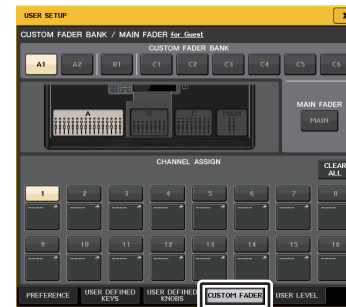 USER SETUP
CUSTOM FADER BANK / MAIN FADER for Guest
CUSTOM FADER BANK
A1 A2 B1 C1 C2 C3 C4 C5 C6
A B C MAIN
MAIN FADER
MAIN
CHANNEL ASSIGN
CLEAR ALL
1 2 3 4 5 6 7 8
---- ---- ---- ---- ---- ---- ---- ----
9 10 11 12 13 14 15 16
---- ---- ---- ---- ---- ---- ---- ----
PREFERENCE USER DEFINED KEYS USER DEFINED KNOBS CUSTOM FADER USER LEVEL